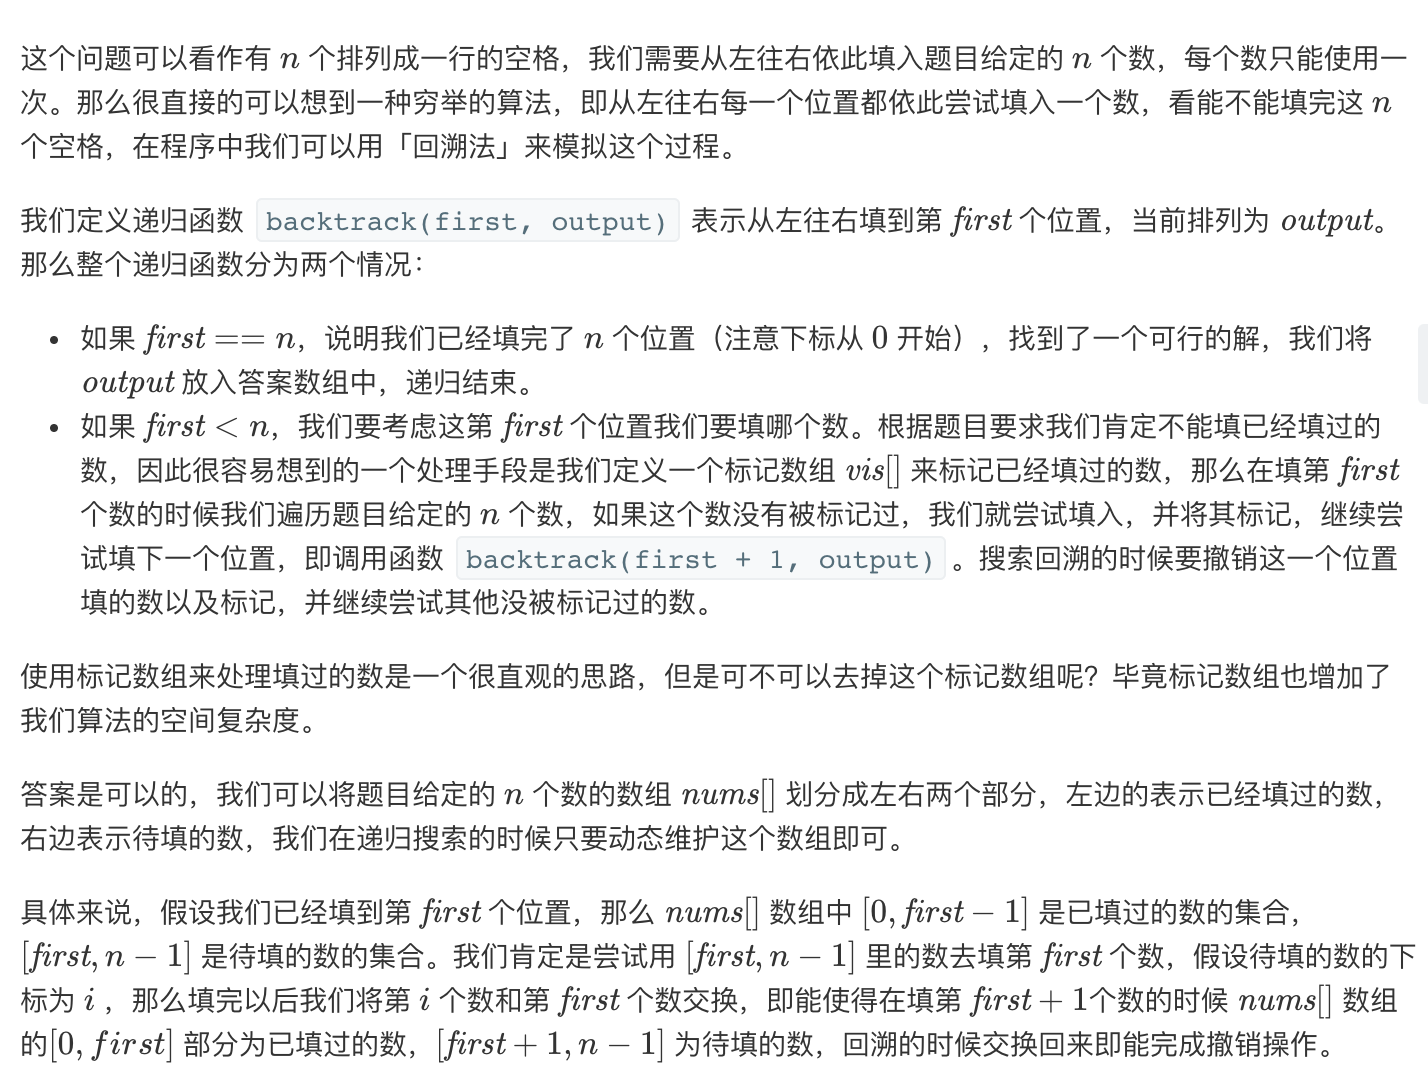 这个问题可以看作有 n 个排列成一行的空格，我们需要从左往右依此填入题目给定的 n 个数，每个数只能使用一
次。那么很直接的可以想到一种穷举的算法，即从左往右每一个位置都依此尝试填入一个数，看能不能填完这 n
个空格，在程序中我们可以用「回溯法」来模拟这个过程。
我们定义递归函数 backtrack(first, output) 表示从左往右填到第 first 个位置，当前排列为 output。
那么整个递归函数分为两个情况：
• 如果 first == n，说明我们已经填完了 n 个位置（注意下标从 0 开始），找到了一个可行的解，我们将
output 放入答案数组中，递归结束。
• 如果 first < n，我们要考虑这第 first 个位置我们要填哪个数。根据题目要求我们肯定不能填已经填过的
数，因此很容易想到的一个处理手段是我们定义一个标记数组 vis[] 来标记已经填过的数，那么在填第 first
个数的时候我们遍历题目给定的 n 个数，如果这个数没有被标记过，我们就尝试填入，并将其标记，继续尝
试填下一个位置，即调用函数 backtrack(first + 1, output) 。搜索回溯的时候要撤销这一个位置
填的数以及标记，并继续尝试其他没被标记过的数。
使用标记数组来处理填过的数是一个很直观的思路，但是可不可以去掉这个标记数组呢？毕竟标记数组也增加了
我们算法的空间复杂度。
答案是可以的，我们可以将题目给定的 n 个数的数组 nums[] 划分成左右两个部分，左边的表示已经填过的数，
右边表示待填的数，我们在递归搜索的时候只要动态维护这个数组即可。
具体来说，假设我们已经填到第 first 个位置，那么 nums[] 数组中 [0, first − 1] 是已填过的数的集合，
[first, n − 1] 是待填的数的集合。我们肯定是尝试用 [first, n − 1] 里的数去填第 first 个数，假设待填的数的下
标为 i ，那么填完以后我们将第 i 个数和第 first 个数交换，即能使得在填第 first + 1个数的时候 nums[] 数组
的[0, first] 部分为已填过的数，[first + 1, n − 1] 为待填的数，回溯的时候交换回来即能完成撤销操作。